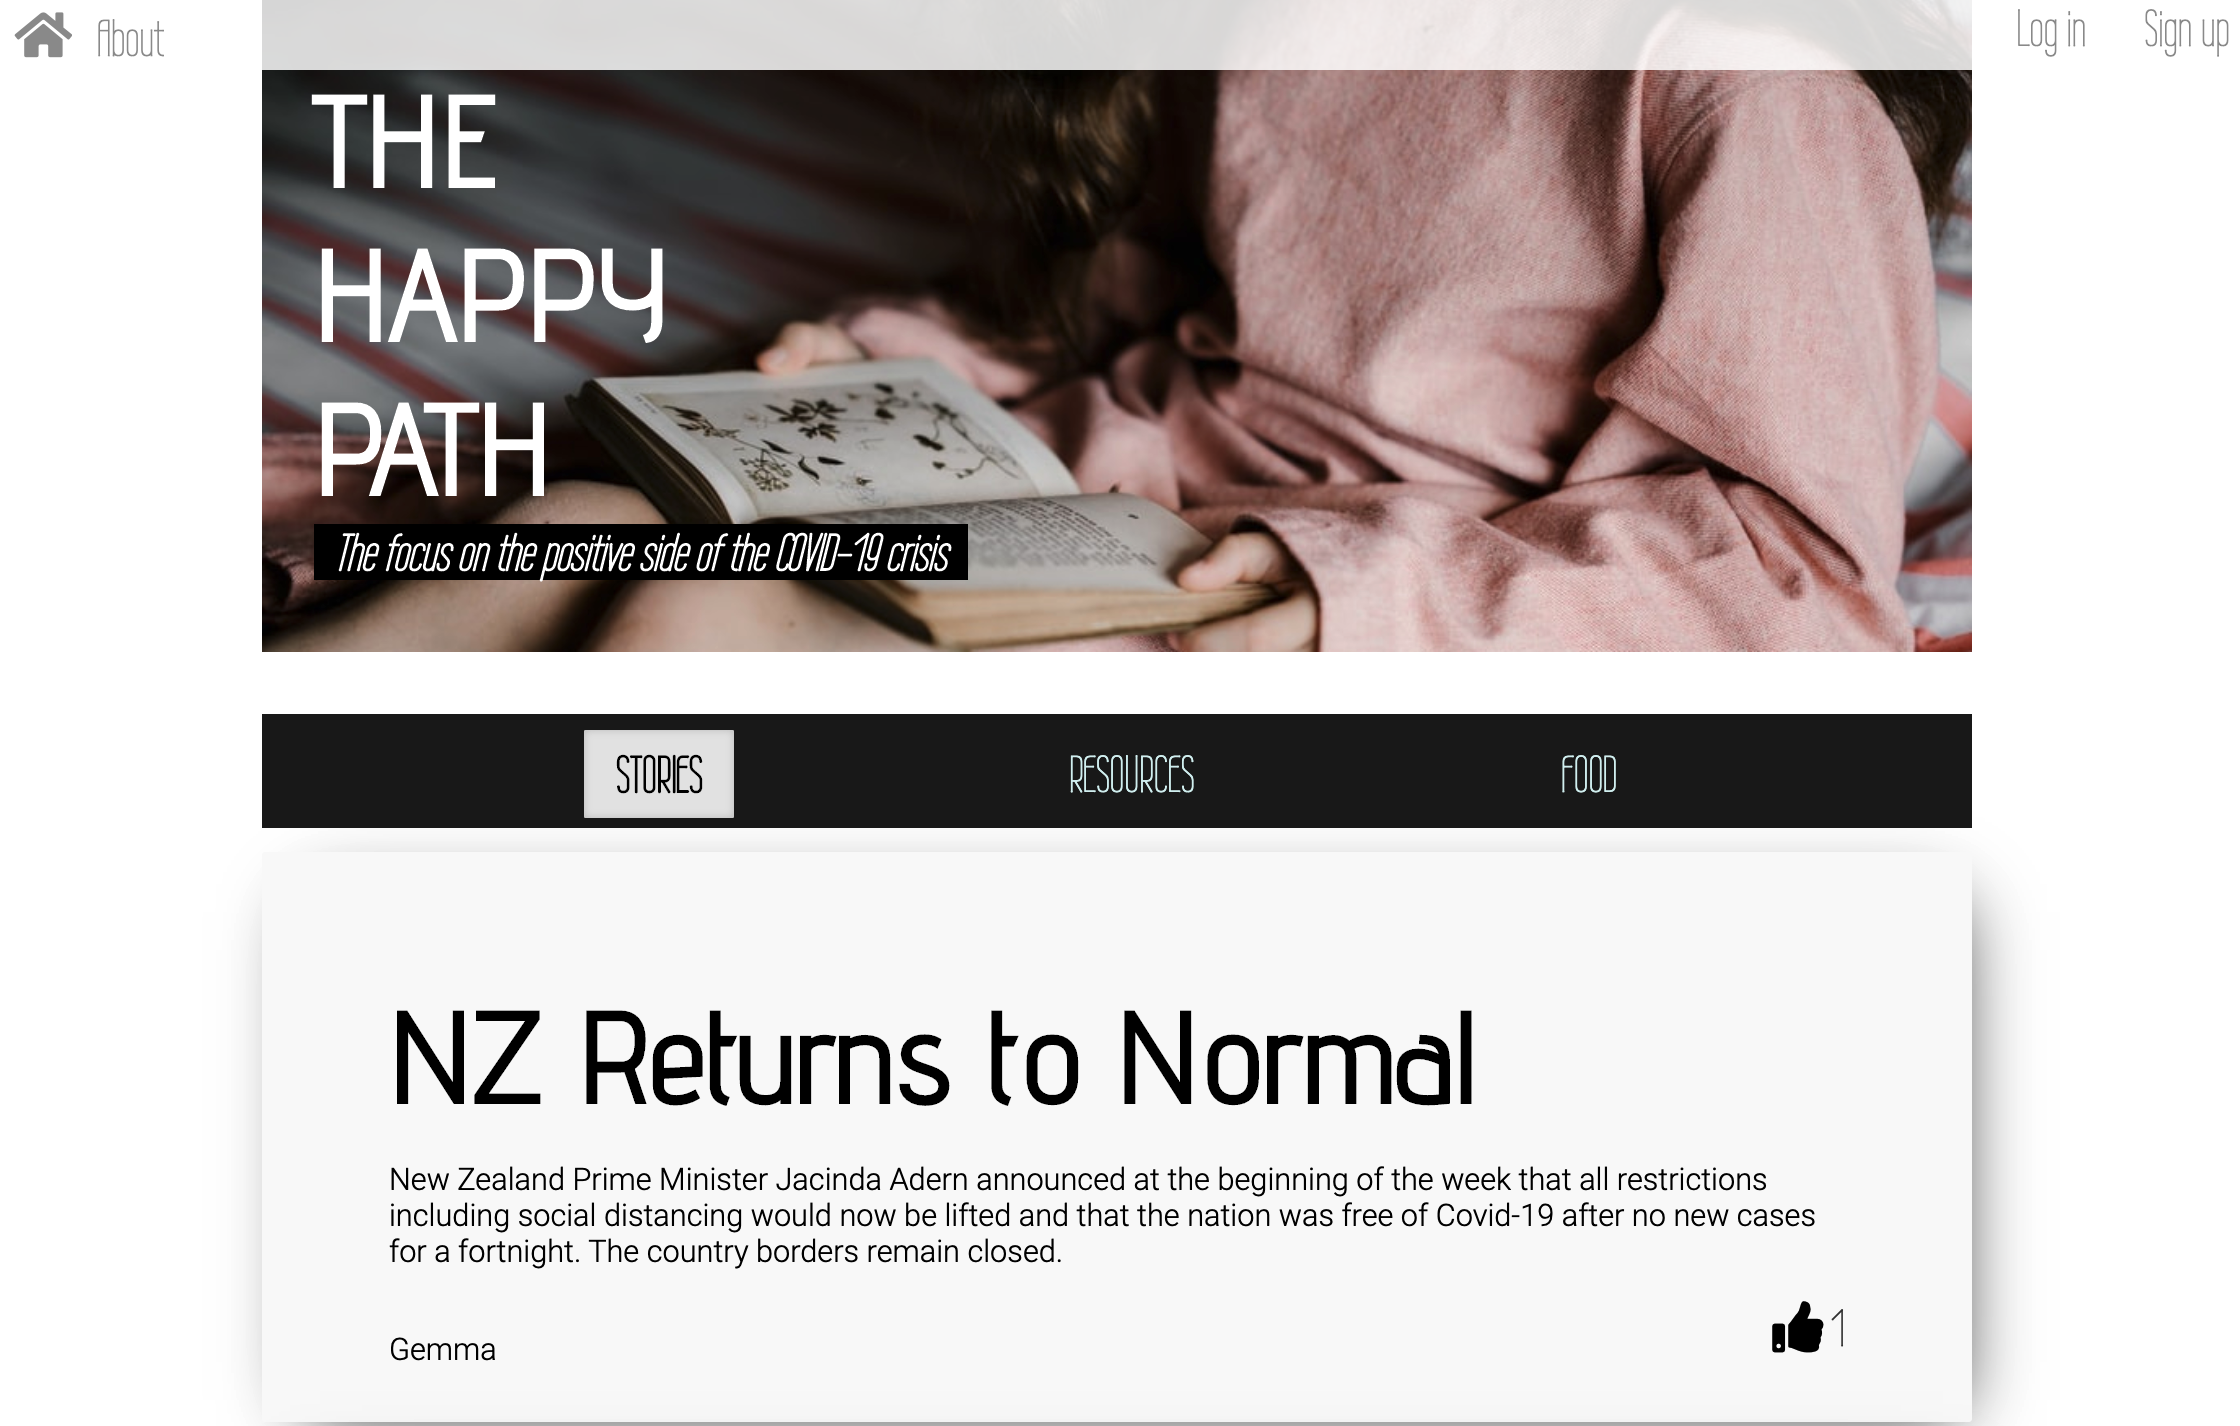 About
Log in
Sign up
THE
HAPPY
PATH
The focus on the positive side of the COVID-19 crisis
STORIES
RESOURCES
FOOD
NZ Returns to Normal
New Zealand Prime Minister Jacinda Adern announced at the beginning of the week that all restrictions
including social distancing would now be lifted and that the nation was free of Covid-19 after no new cases
for a fortnight. The country borders remain closed.
Gemma
1